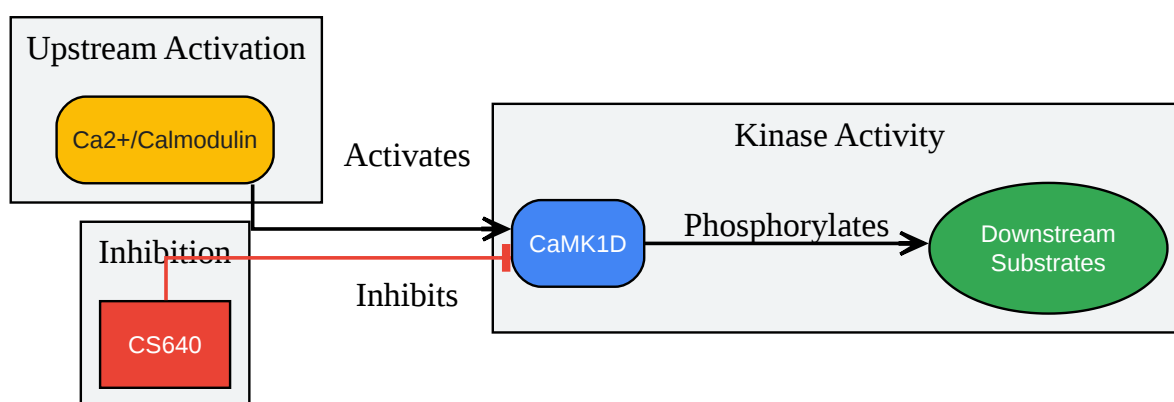 Upstream Activation
Ca2+/Calmodulin
Activates
Kinase Activity
CaMK1D
Phosphorylates
Downstream
Substrates
Inhibition
Inhibits
CS640